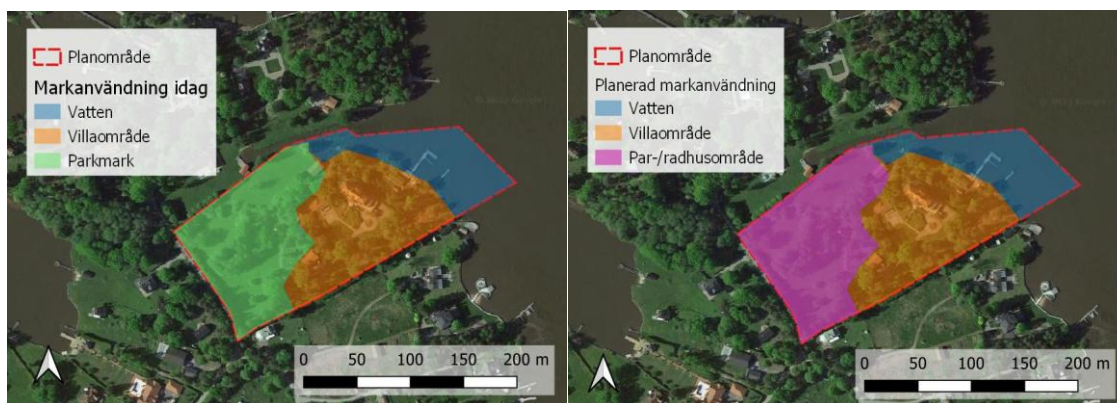 Planområde
Markanvändning idag
Vatten
Villaområde
Parkmark
0 50 100 150 200 m
Planområde
Planerad markanvändning
Vatten
Villaområde
Par-/radhusområde
0 50 100 150 200 m